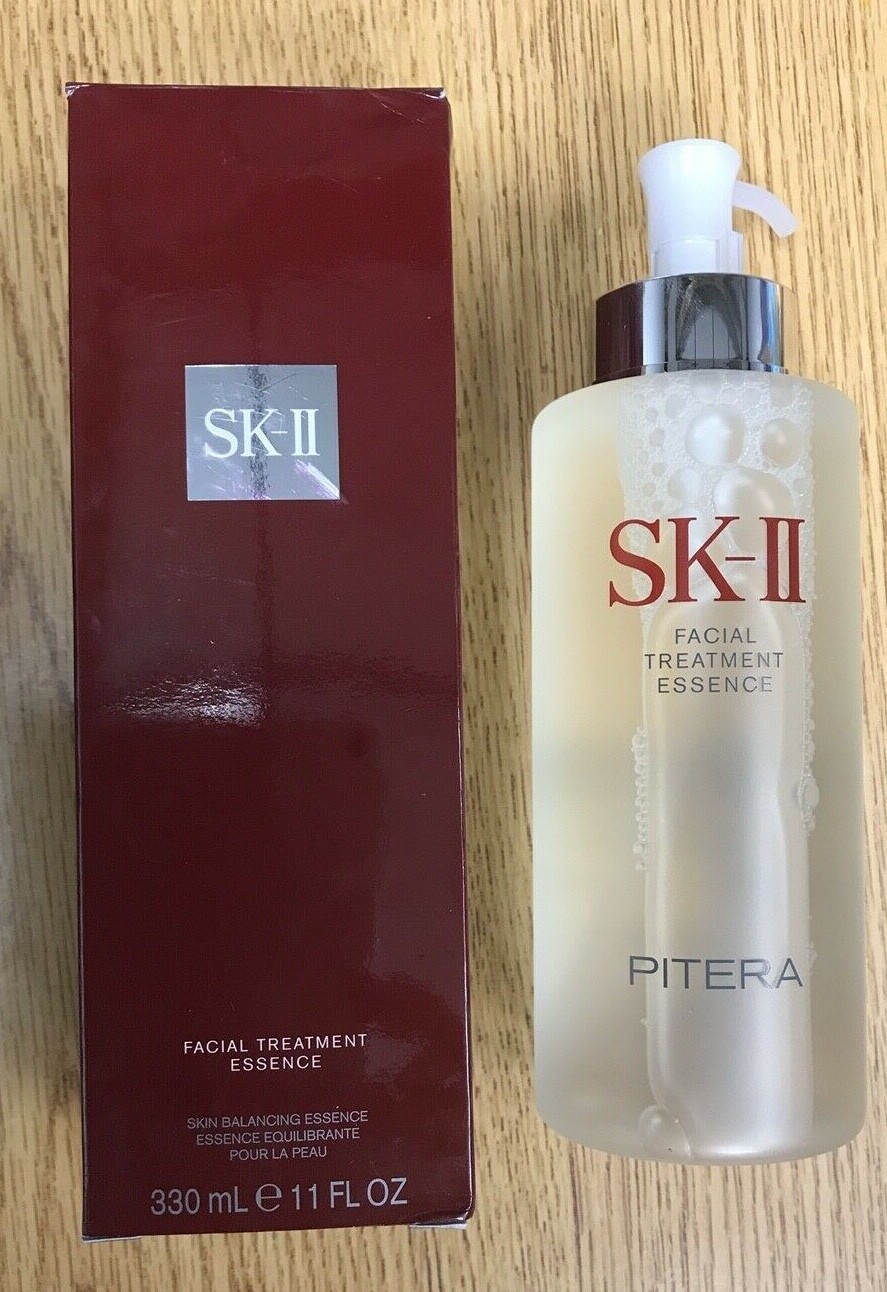 SK-II
FACIAL TREATMENT
ESSENCE
SKIN BALANCING ESSENCE
ESSENCE EQUILIBRANTE
POUR LA PEAU
330 mL ℮ 11 FL OZ
SK-II
FACIAL
TREATMENT
ESSENCE
PITERA